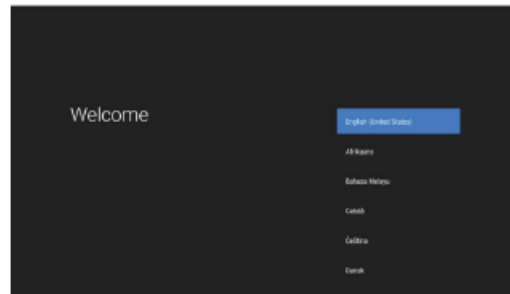 Welcome
English (United States)
Afrikaans
Bahasa Melayu
Català
Čeština
Dansk